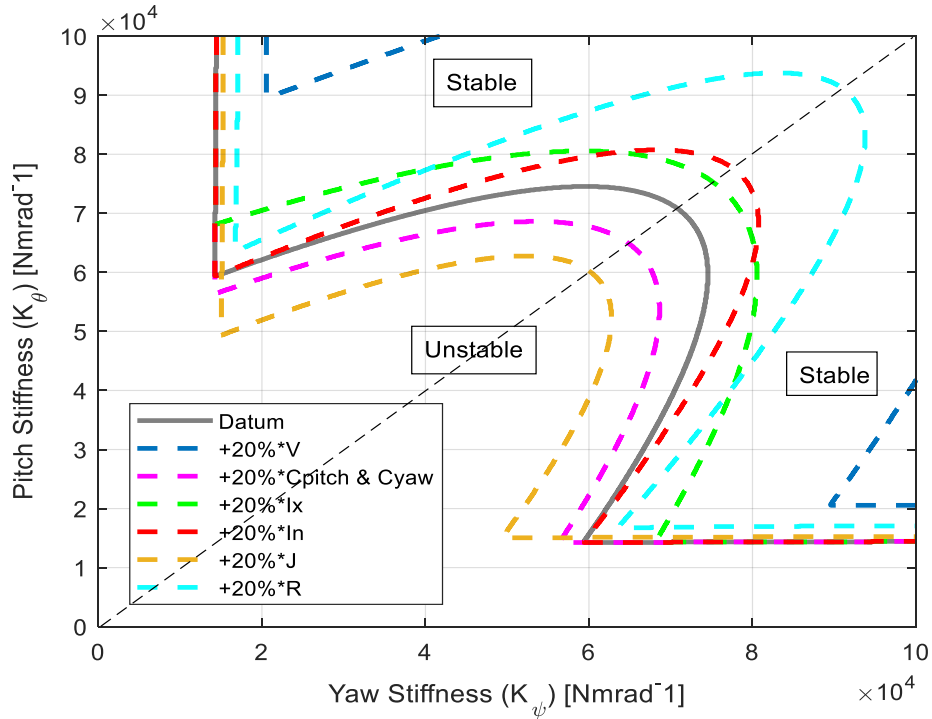 ×10⁴
10
9
8
7
6
5
4
3
2
1
0
Pitch Stiffness (K_θ) [Nmrad⁻1]
Stable
Unstable
Stable
Datum
+20%*V
+20%*Cpitch & Cyaw
+20%*Ix
+20%*In
+20%*J
+20%*R
0 2 4 6 8 10
Yaw Stiffness (K_ψ) [Nmrad⁻1]
×10⁴